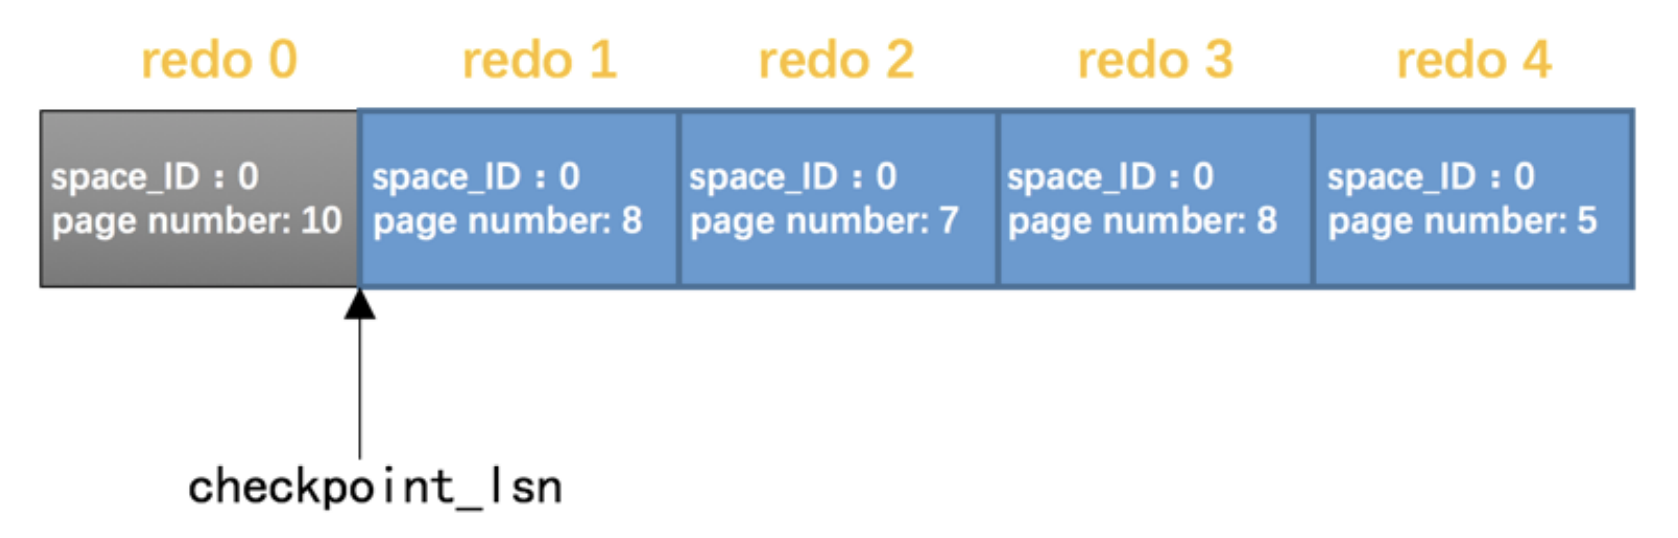 redo 0
redo 1
redo 2
redo 3
redo 4
space_ID：0
page number: 10
space_ID：0
page number: 8
space_ID：0
page number: 7
space_ID：0
page number: 8
space_ID：0
page number: 5
checkpoint_lsn